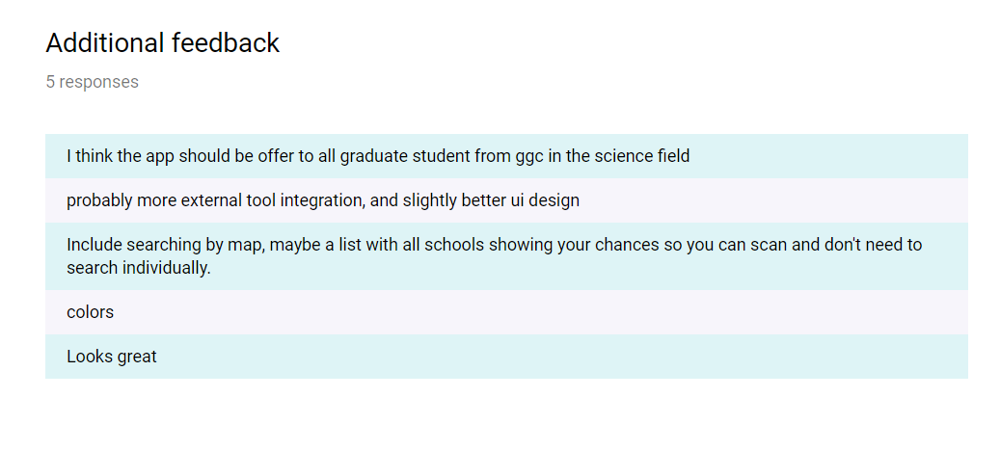 Additional feedback
5 responses
I think the app should be offer to all graduate student from ggc in the science field
probably more external tool integration, and slightly better ui design
Include searching by map, maybe a list with all schools showing your chances so you can scan and don't need to
search individually.
colors
Looks great